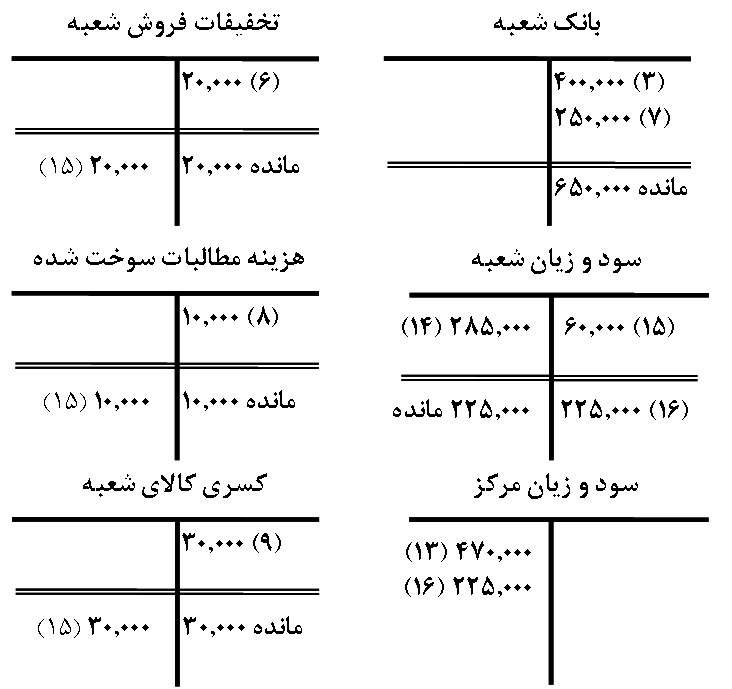 بانک شعبه
(۳) ۴۰۰,۰۰۰
(۷) ۲۵۰,۰۰۰
مانده ۶۵۰,۰۰۰
تخفیفات فروش شعبه
(۶) ۲۰,۰۰۰
مانده ۲۰,۰۰۰ ۲۰,۰۰۰ (۱۵)
سود و زیان شعبه
(۱۵) ۶۰,۰۰۰ ۲۸۵,۰۰۰ (۱۴)
(۱۶) ۲۲۵,۰۰۰ ۲۲۵,۰۰۰ مانده
هزینه مطالبات سوخت شده
(۸) ۱۰,۰۰۰
مانده ۱۰,۰۰۰ ۱۰,۰۰۰ (۱۵)
سود و زیان مرکز
۴۷۰,۰۰۰ (۱۳)
۲۲۵,۰۰۰ (۱۶)
کسری کالای شعبه
(۹) ۳۰,۰۰۰
مانده ۳۰,۰۰۰ ۳۰,۰۰۰ (۱۵)